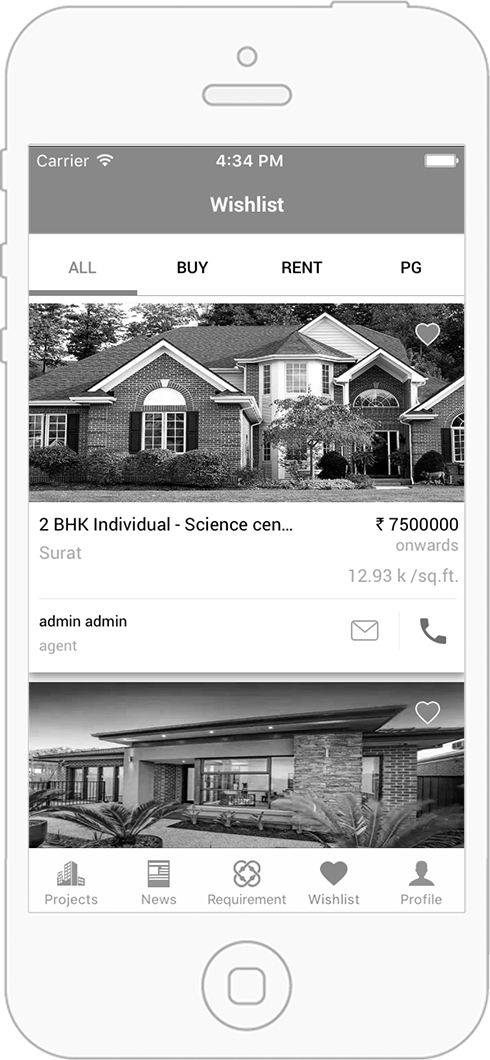 Carrier 4:34 PM
Wishlist
ALL BUY RENT PG
2 BHK Individual - Science cen... ₹ 7500000
Surat onwards
12.93 k /sq.ft.
admin admin
agent
Projects News Requirement Wishlist Profile